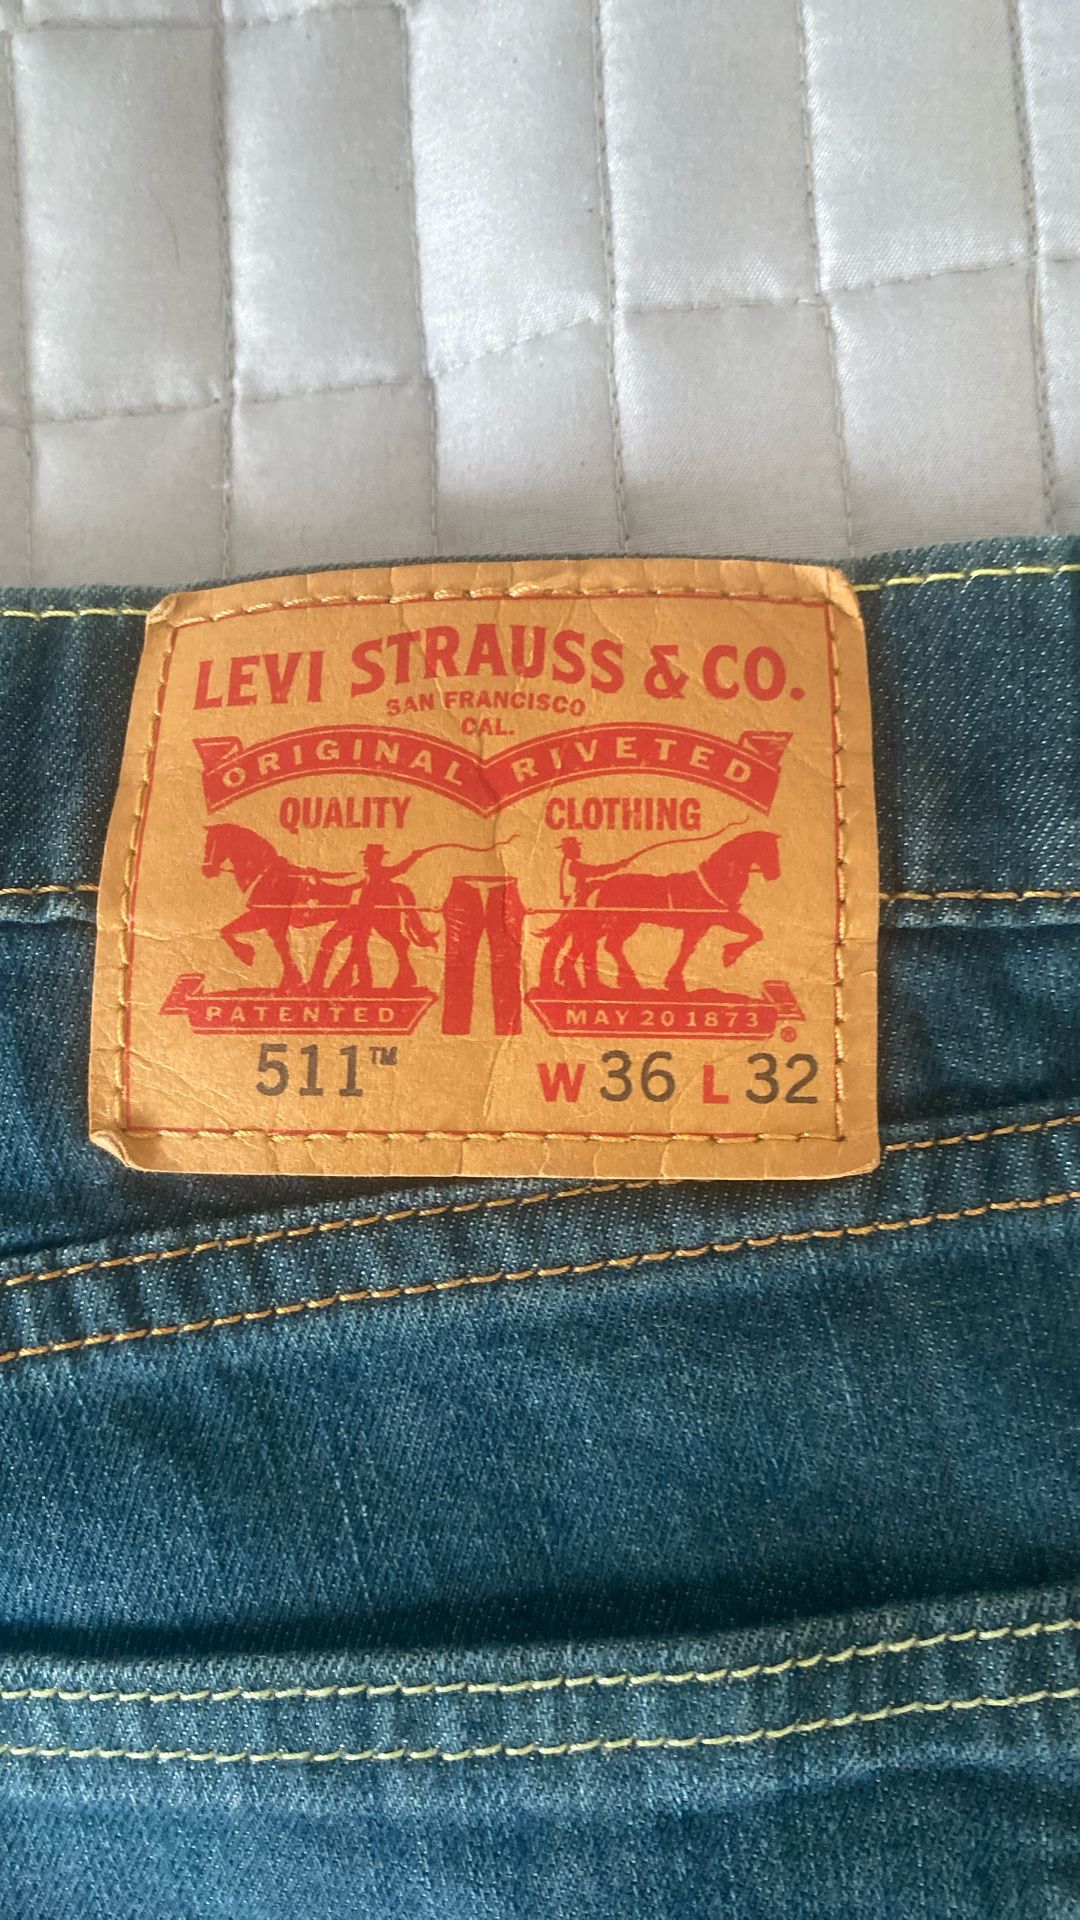 LEVI STRAUSS & CO.
SAN FRANCISCO
CAL.
ORIGINAL RIVETED
QUALITY CLOTHING
PATENTED MAY 20 1873 ®
511™ W 36 L 32